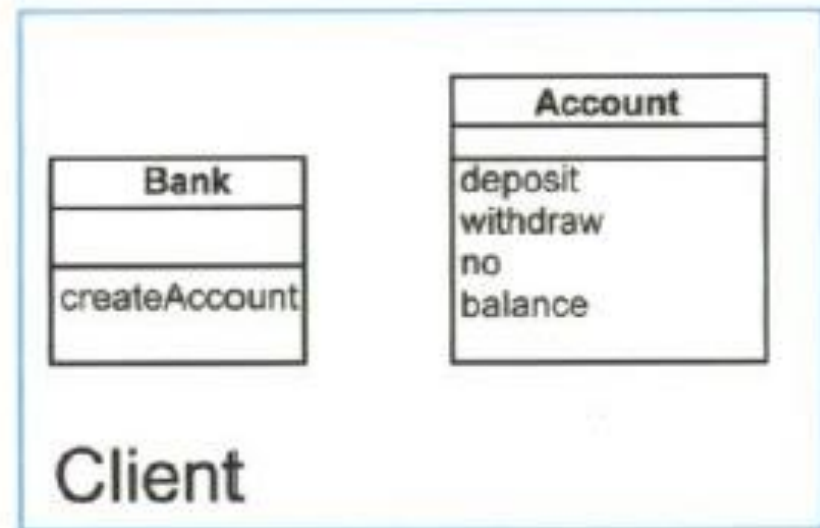 Bank
createAccount
Account
deposit
withdraw
no
balance
Client